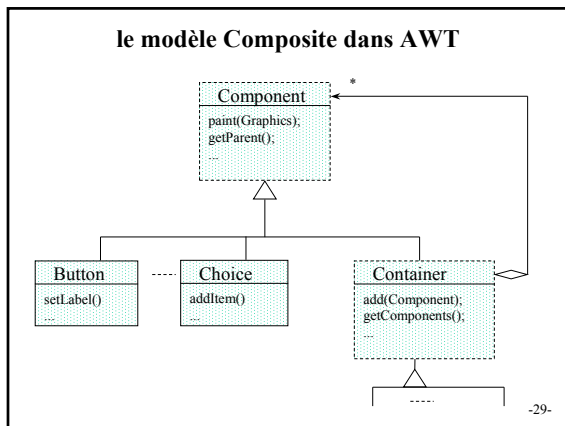 le modèle Composite dans AWT
*
Component
paint(Graphics);
getParent();
...
Button
setLabel()
...
Choice
addItem()
...
Container
add(Component);
getComponents();
...
-29-